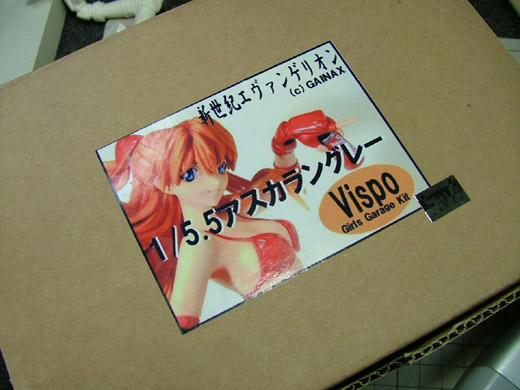 新世紀エヴァンゲリオン
(c) GAINAX
1/5.5アスカラングレー
Vispo
Girls Garage Kit